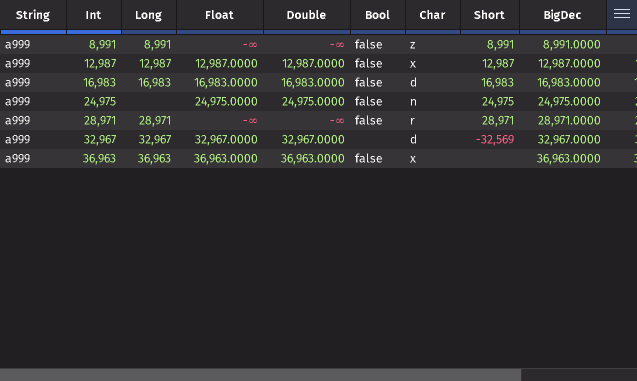 String Int Long Float Double Bool Char Short BigDec
a999 8,991 8,991 -∞ -∞ false z 8,991 8,991.0000
a999 12,987 12,987 12,987.0000 12,987.0000 false x 12,987 12,987.0000
a999 16,983 16,983 16,983.0000 16,983.0000 false d 16,983 16,983.0000
a999 24,975 24,975.0000 24,975.0000 false n 24,975 24,975.0000
a999 28,971 28,971 -∞ -∞ false r 28,971 28,971.0000
a999 32,967 32,967 32,967.0000 32,967.0000 d -32,569 32,967.0000
a999 36,963 36,963 36,963.0000 36,963.0000 false x 36,963.0000